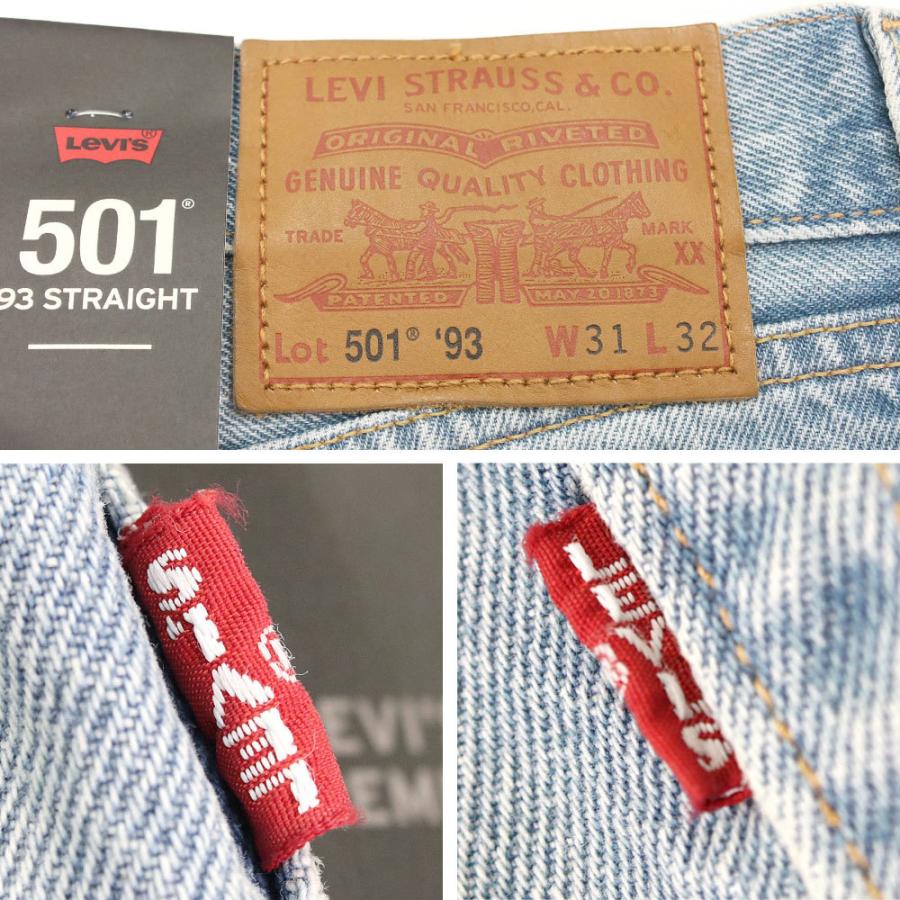 Levi's®
501®
'93 STRAIGHT
LEVI STRAUSS & CO.
SAN FRANCISCO, CAL.
ORIGINAL RIVETED
GENUINE QUALITY CLOTHING
TRADE MARK
XX
PATENTED MAY 20 1873
Lot 501® '93 W31 L32
LEVI'S
®
LEVI'S
LEVI'S
®